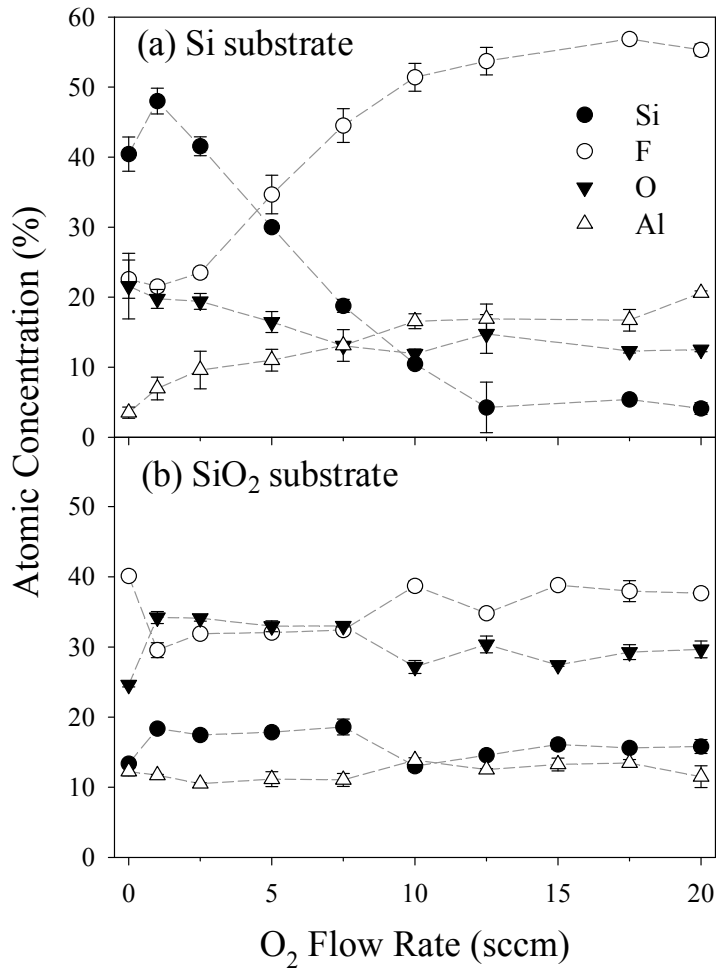 60
(a) Si substrate
50
Si
F
40
O
Al
30
20
10
0
Atomic Concentration (%)
(b) SiO₂ substrate
50
40
30
20
10
0
0 5 10 15 20
O₂ Flow Rate (sccm)